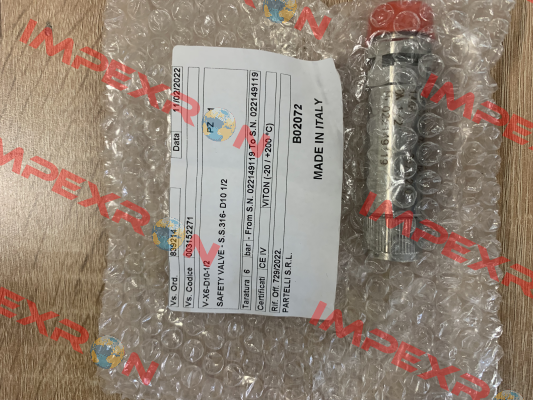 Vs. Ord. 839214 Data 11/02/2022
Vs. Codice 003152271
V-X6-D10-1/2 PZ 1
SAFETY VALVE - S.S.316- D10 1/2
Taratura 6 bar - From S.N. 022149119 To S.N. 022149119
Certificati CE IV VITON (-20 / +200 °C)
Rif. Off. 729/2022
PARTELLI S.R.L. B02072
MADE IN ITALY
IMPEXRON
IMPEXRON
IMPEXRON
IMPEXRON